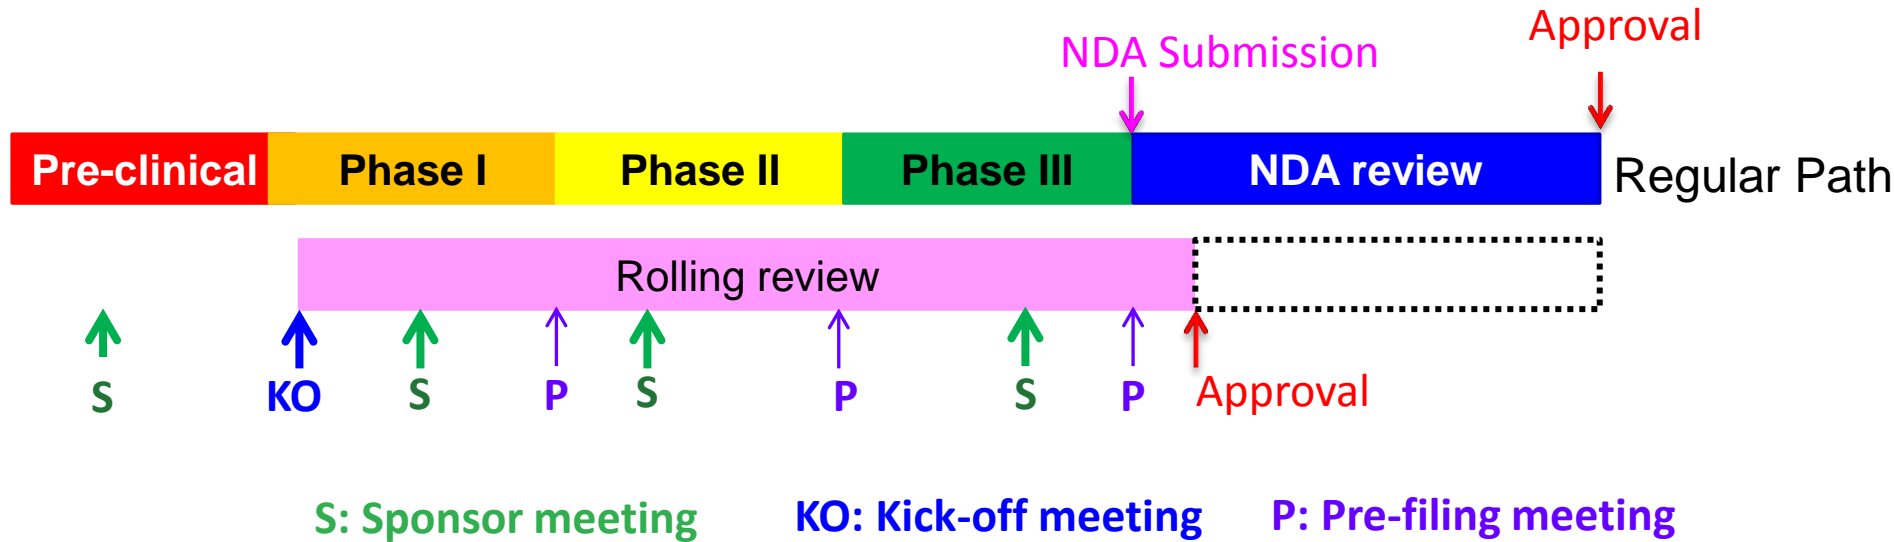 Approval
NDA Submission
Pre-clinical Phase I Phase II Phase III NDA review Regular Path
Rolling review
S KO S P S P S P Approval
S: Sponsor meeting KO: Kick-off meeting P: Pre-filing meeting